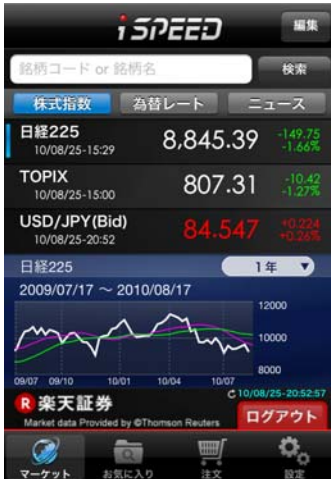 iSPEED
編集
銘柄コード or 銘柄名
検索
株式指数 為替レート ニュース
日経225
10/08/25-15:29
8,845.39
-149.75
-1.66%
TOPIX
10/08/25-15:00
807.31
-10.42
-1.27%
USD/JPY(Bid)
10/08/25-20:52
84.547
+0.224
+0.26%
日経225
1年 ▼
2009/07/17 ～ 2010/08/17
12000
10000
8000
09/07 09/10 10/01 10/04 10/07
10/08/25-20:52:57
R 楽天証券
Market data Provided by ©Thomson Reuters
ログアウト
マーケット お気に入り 注文 設定